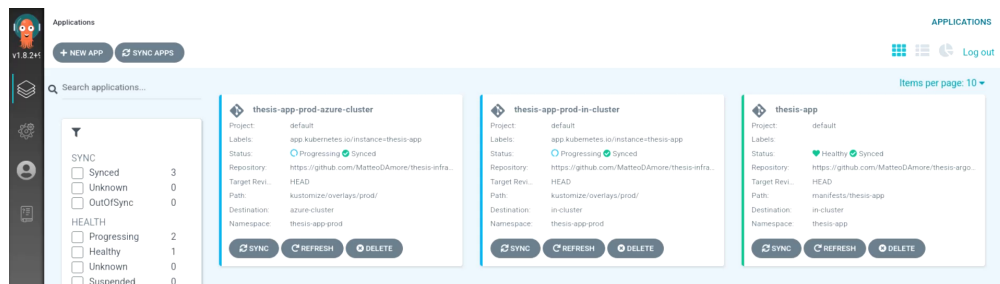 Applications
APPLICATIONS
v1.8.2+9
+ NEW APP
SYNC APPS
Log out
Search applications...
Items per page: 10
SYNC
Synced 3
Unknown 0
OutOfSync 0
HEALTH
Progressing 2
Healthy 1
Unknown 0
Suspended 0
thesis-app-prod-azure-cluster
Project: default
Labels: app.kubernetes.io/instance=thesis-app
Status: Progressing Synced
Repository: https://github.com/MatteoDAmore/thesis-infra...
Target Revi... HEAD
Path: kustomize/overlays/prod/
Destination: azure-cluster
Namespace: thesis-app-prod
SYNC REFRESH DELETE
thesis-app-prod-in-cluster
Project: default
Labels: app.kubernetes.io/instance=thesis-app
Status: Progressing Synced
Repository: https://github.com/MatteoDAmore/thesis-infra...
Target Revi... HEAD
Path: kustomize/overlays/prod/
Destination: in-cluster
Namespace: thesis-app-prod
SYNC REFRESH DELETE
thesis-app
Project: default
Labels:
Status: Healthy Synced
Repository: https://github.com/MatteoDAmore/thesis-argo...
Target Revi... HEAD
Path: manifests/thesis-app
Destination: in-cluster
Namespace: thesis-app
SYNC REFRESH DELETE